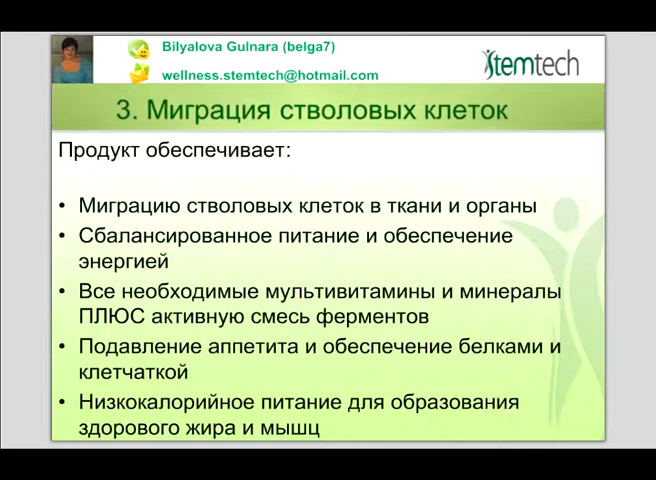 Bilyalova Gulnara (belga7)
wellness.stemtech@hotmail.com
stemtech
3. Миграция стволовых клеток
Продукт обеспечивает:
• Миграцию стволовых клеток в ткани и органы
• Сбалансированное питание и обеспечение
энергией
• Все необходимые мультивитамины и минералы
ПЛЮС активную смесь ферментов
• Подавление аппетита и обеспечение белками и
клетчаткой
• Низкокалорийное питание для образования
здорового жира и мышц